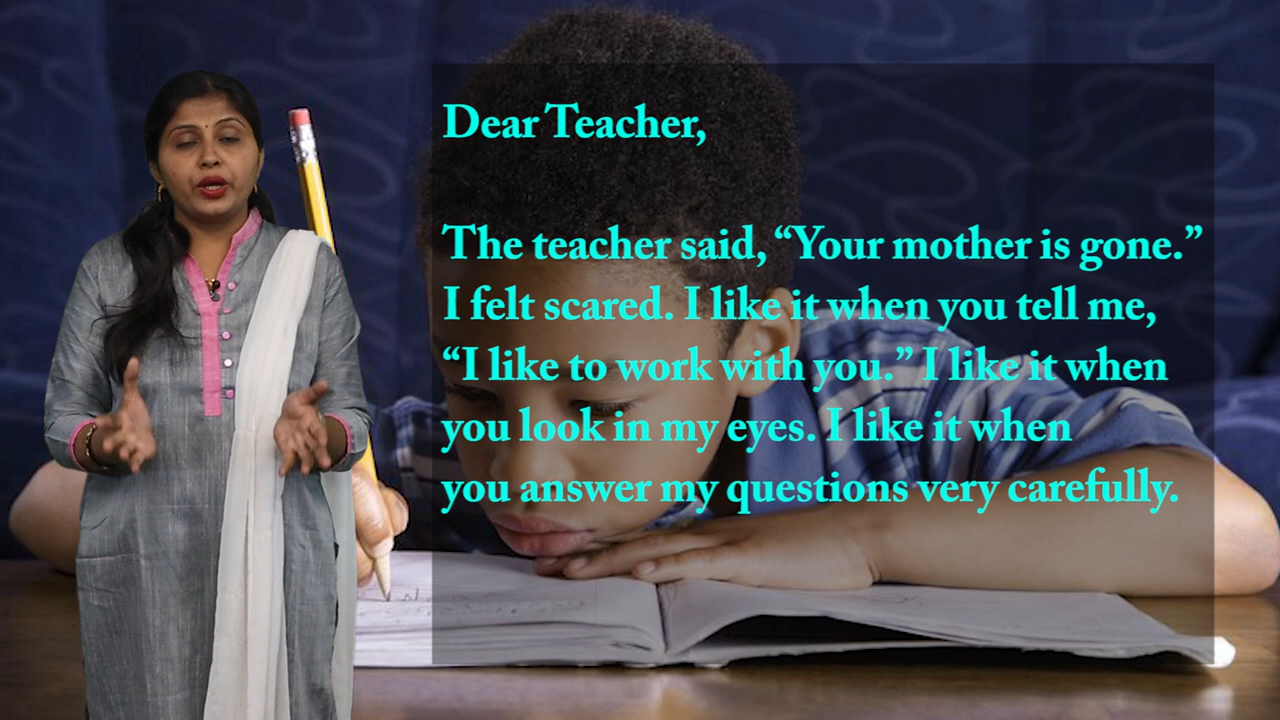 Dear Teacher,
The teacher said, “Your mother is gone.”
I felt scared. I like it when you tell me,
“I like to work with you.” I like it when
you look in my eyes. I like it when
you answer my questions very carefully.